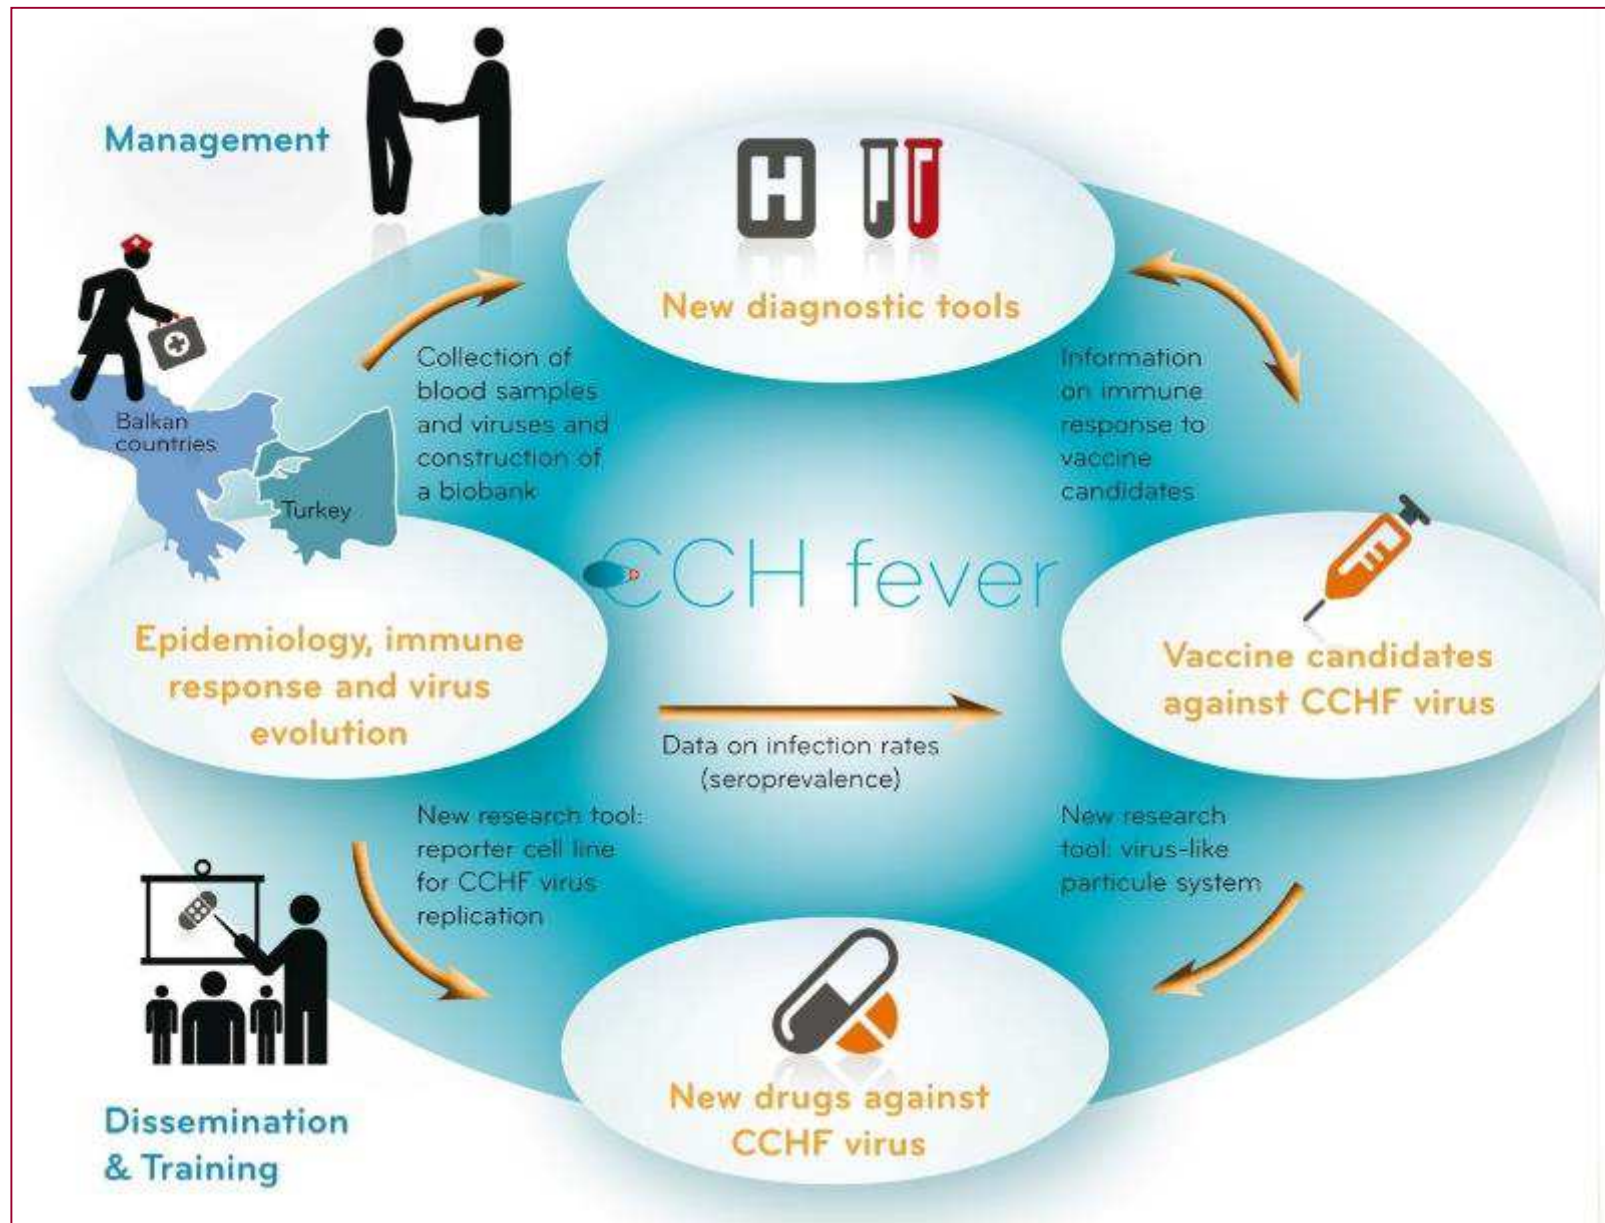 Management
H
New diagnostic tools
Collection of
blood samples
and viruses and
construction of
a biobank
Information
on immune
response to
vaccine
candidates
Balkan
countries
Turkey
CCH fever
Epidemiology, immune
response and virus
evolution
Vaccine candidates
against CCHF virus
Data on infection rates
(seroprevalence)
New research tool:
reporter cell line
for CCHF virus
replication
New research
tool: virus-like
particule system
New drugs against
CCHF virus
Dissemination
& Training